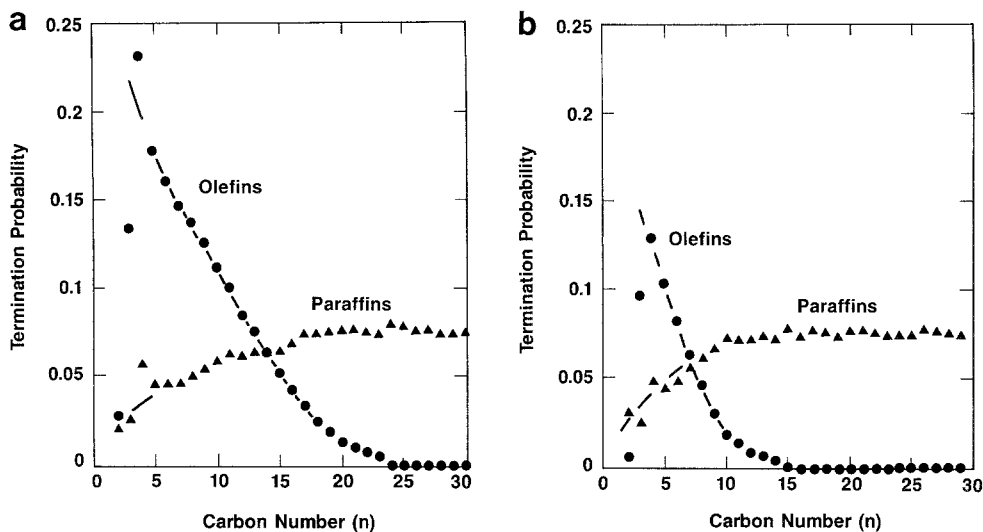 a
0.25
0.2
0.15
0.1
0.05
0
Termination Probability
Olefins
Paraffins
0 5 10 15 20 25 30
Carbon Number (n)
b
0.25
0.2
0.15
0.1
0.05
0
Termination Probability
Olefins
Paraffins
0 5 10 15 20 25 30
Carbon Number (n)